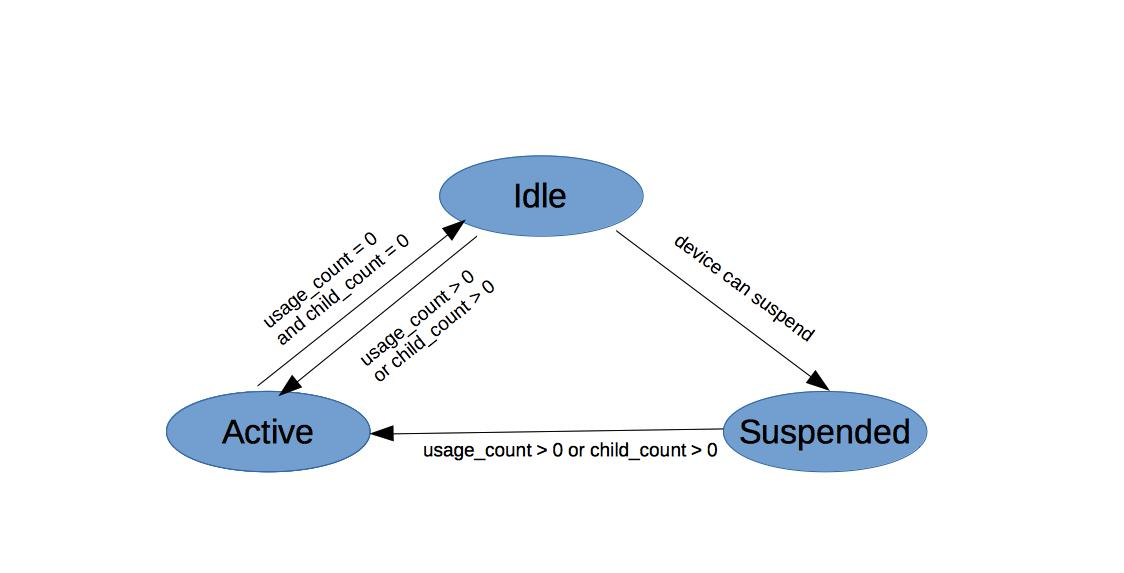 Idle
usage_count = 0
and child_count = 0
usage_count > 0
or child_count > 0
device can suspend
Active
Suspended
usage_count > 0 or child_count > 0